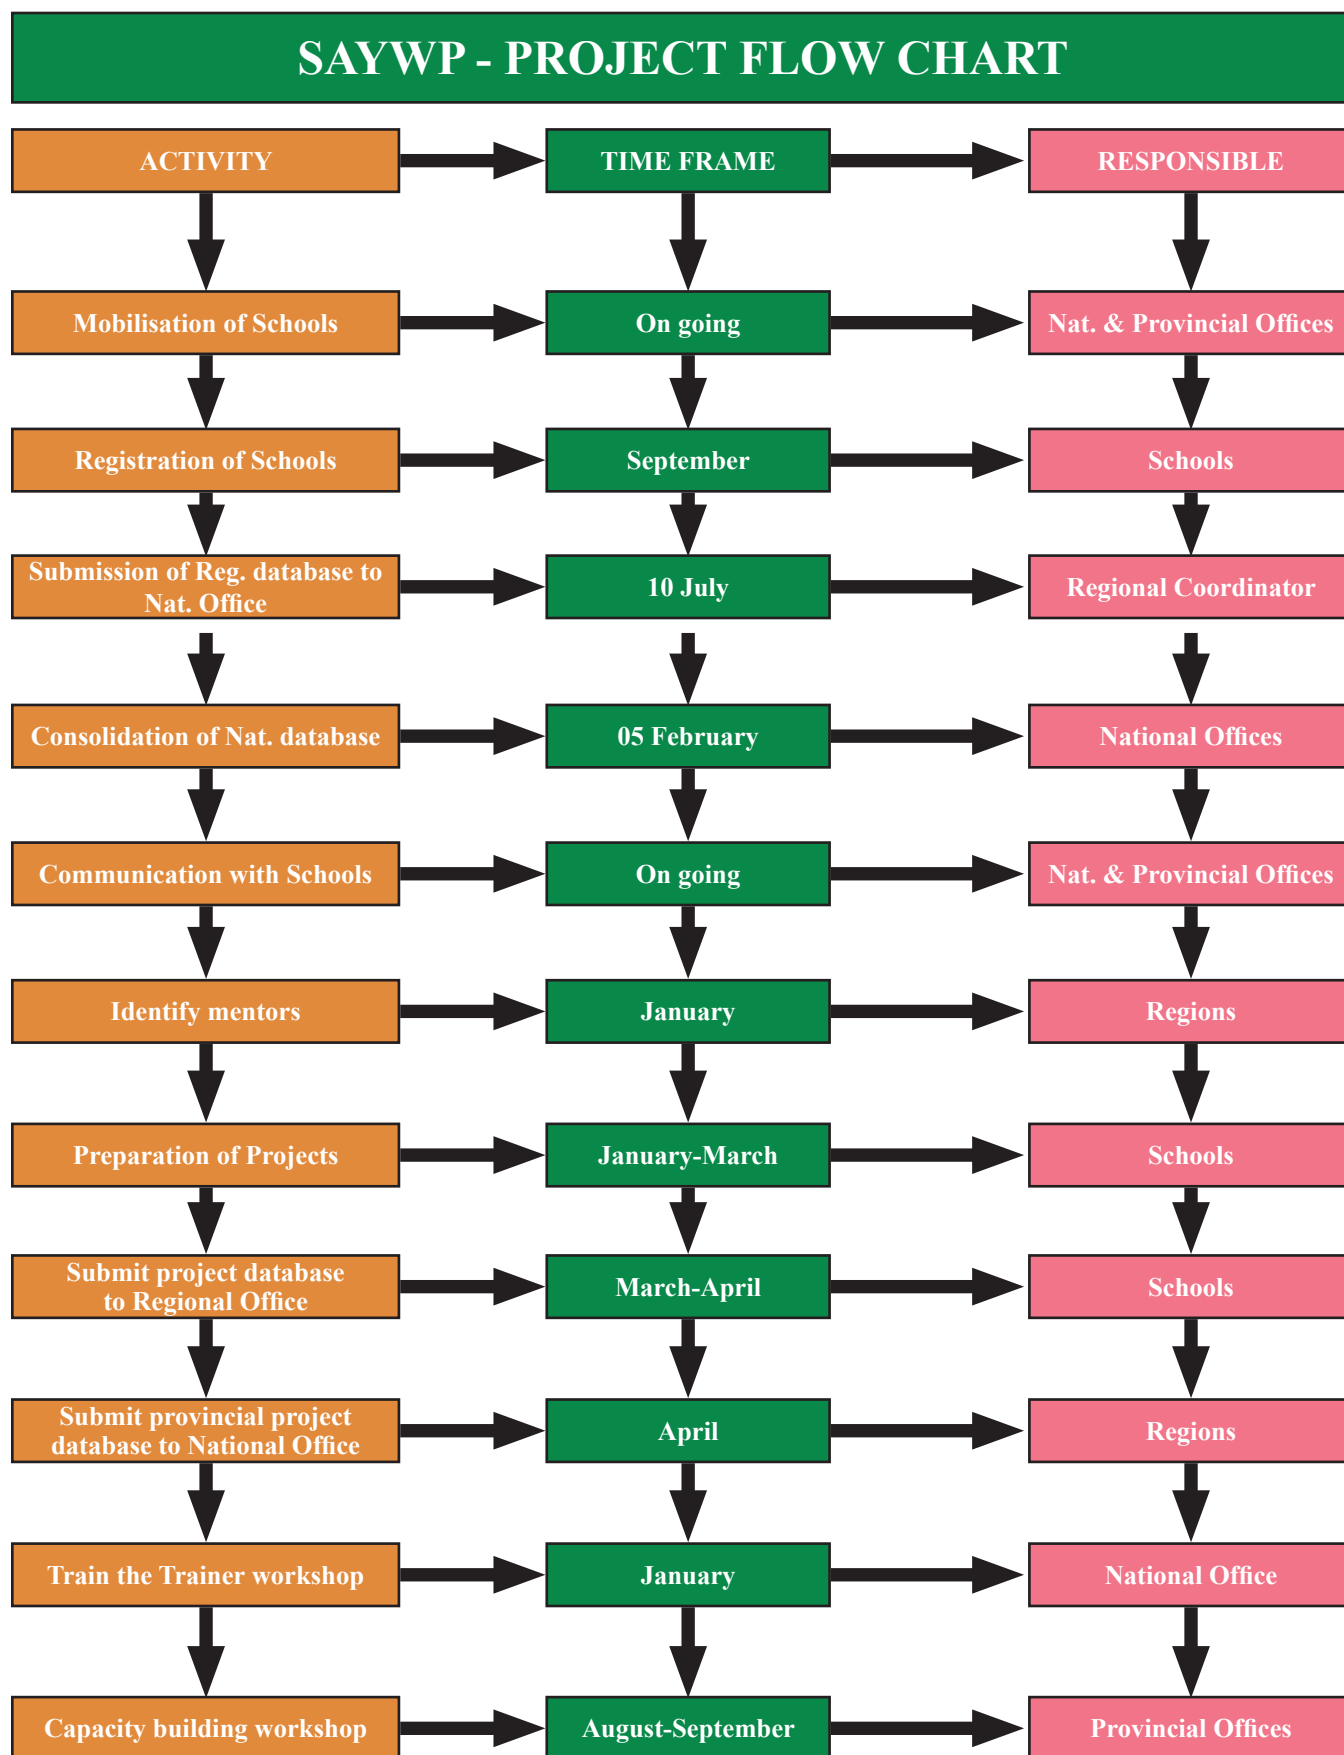 SAYWP - PROJECT FLOW CHART
ACTIVITY
TIME FRAME
RESPONSIBLE
Mobilisation of Schools
On going
Nat. & Provincial Offices
Registration of Schools
September
Schools
Submission of Reg. database to
Nat. Office
10 July
Regional Coordinator
Consolidation of Nat. database
05 February
National Offices
Communication with Schools
On going
Nat. & Provincial Offices
Identify mentors
January
Regions
Preparation of Projects
January-March
Schools
Submit project database
to Regional Office
March-April
Schools
Submit provincial project
database to National Office
April
Regions
Train the Trainer workshop
January
National Office
Capacity building workshop
August-September
Provincial Offices